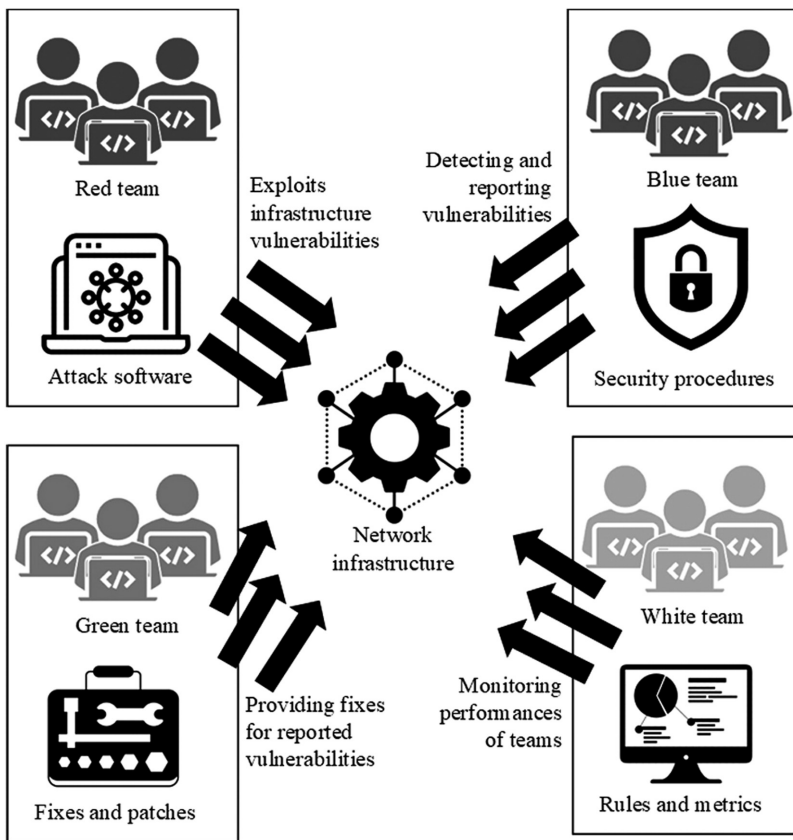 </>
</>
</>
Red team
Attack software
Exploits
infrastructure
vulnerabilities
Detecting and
reporting
vulnerabilities
</>
</>
</>
Blue team
Security procedures
Network
infrastructure
</>
</>
</>
Green team
Fixes and patches
Providing fixes
for reported
vulnerabilities
Monitoring
performances
of teams
</>
</>
</>
White team
Rules and metrics